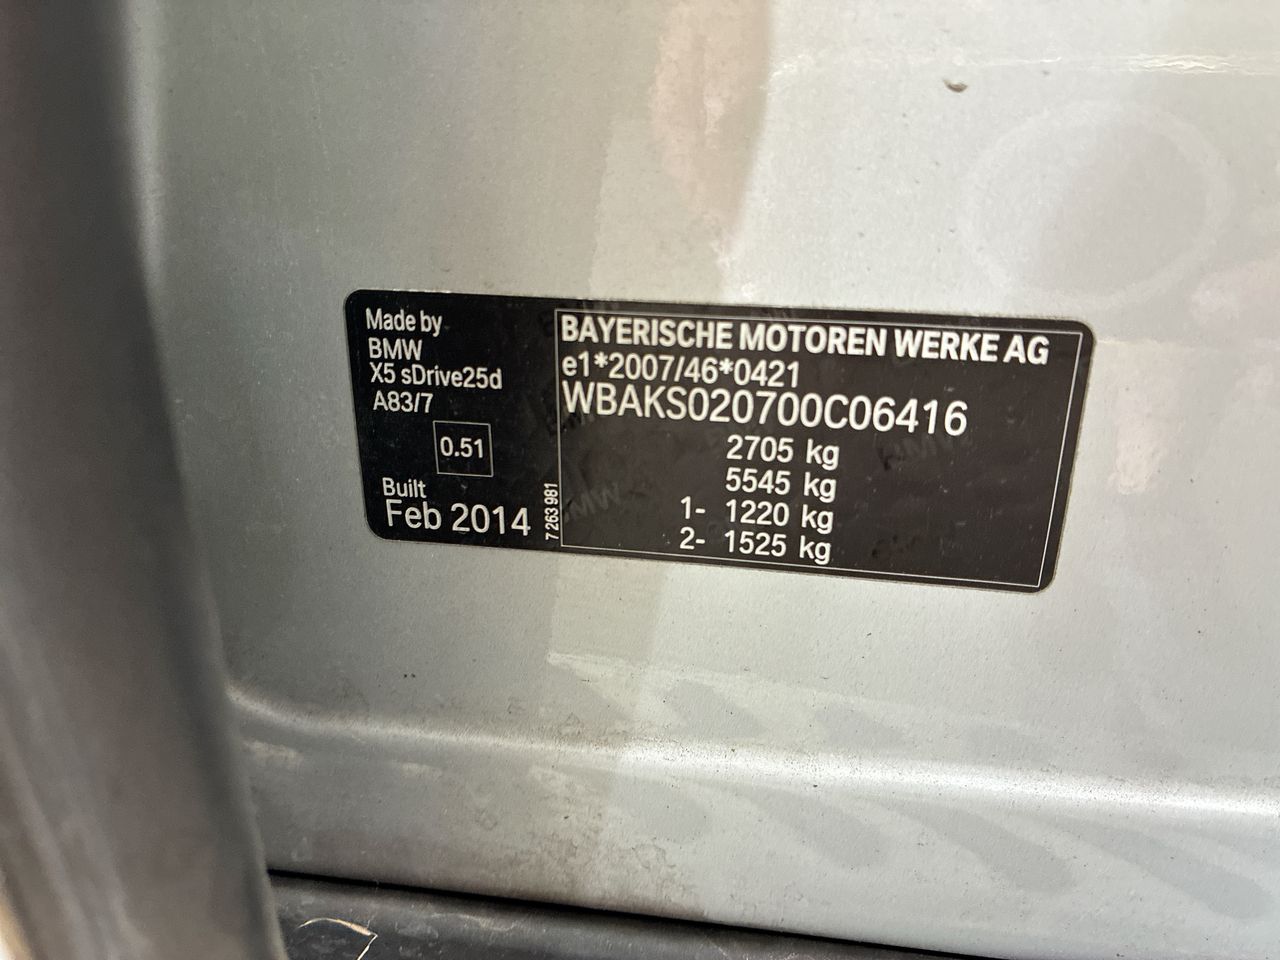 Made by
BMW
X5 sDrive25d
A83/7
0.51
Built
Feb 2014
7 263 981
BAYERISCHE MOTOREN WERKE AG
e1*2007/46*0421
WBAKS020700C06416
2705 kg
5545 kg
1- 1220 kg
2- 1525 kg